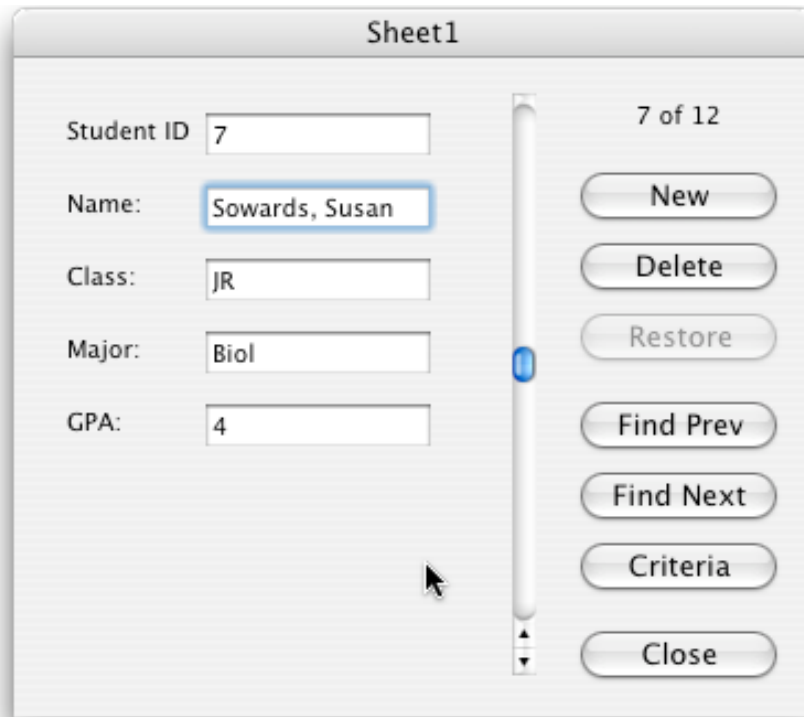 Sheet1
Student ID 7
Name: Sowards, Susan
Class: JR
Major: Biol
GPA: 4
7 of 12
New
Delete
Restore
Find Prev
Find Next
Criteria
Close